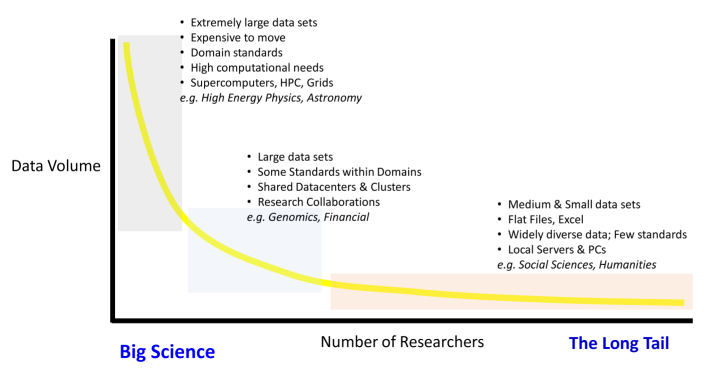 • Extremely large data sets
• Expensive to move
• Domain standards
• High computational needs
• Supercomputers, HPC, Grids
e.g. High Energy Physics, Astronomy
Data Volume
• Large data sets
• Some Standards within Domains
• Shared Datacenters & Clusters
• Research Collaborations
e.g. Genomics, Financial
• Medium & Small data sets
• Flat Files, Excel
• Widely diverse data; Few standards
• Local Servers & PCs
e.g. Social Sciences, Humanities
Big Science
Number of Researchers
The Long Tail